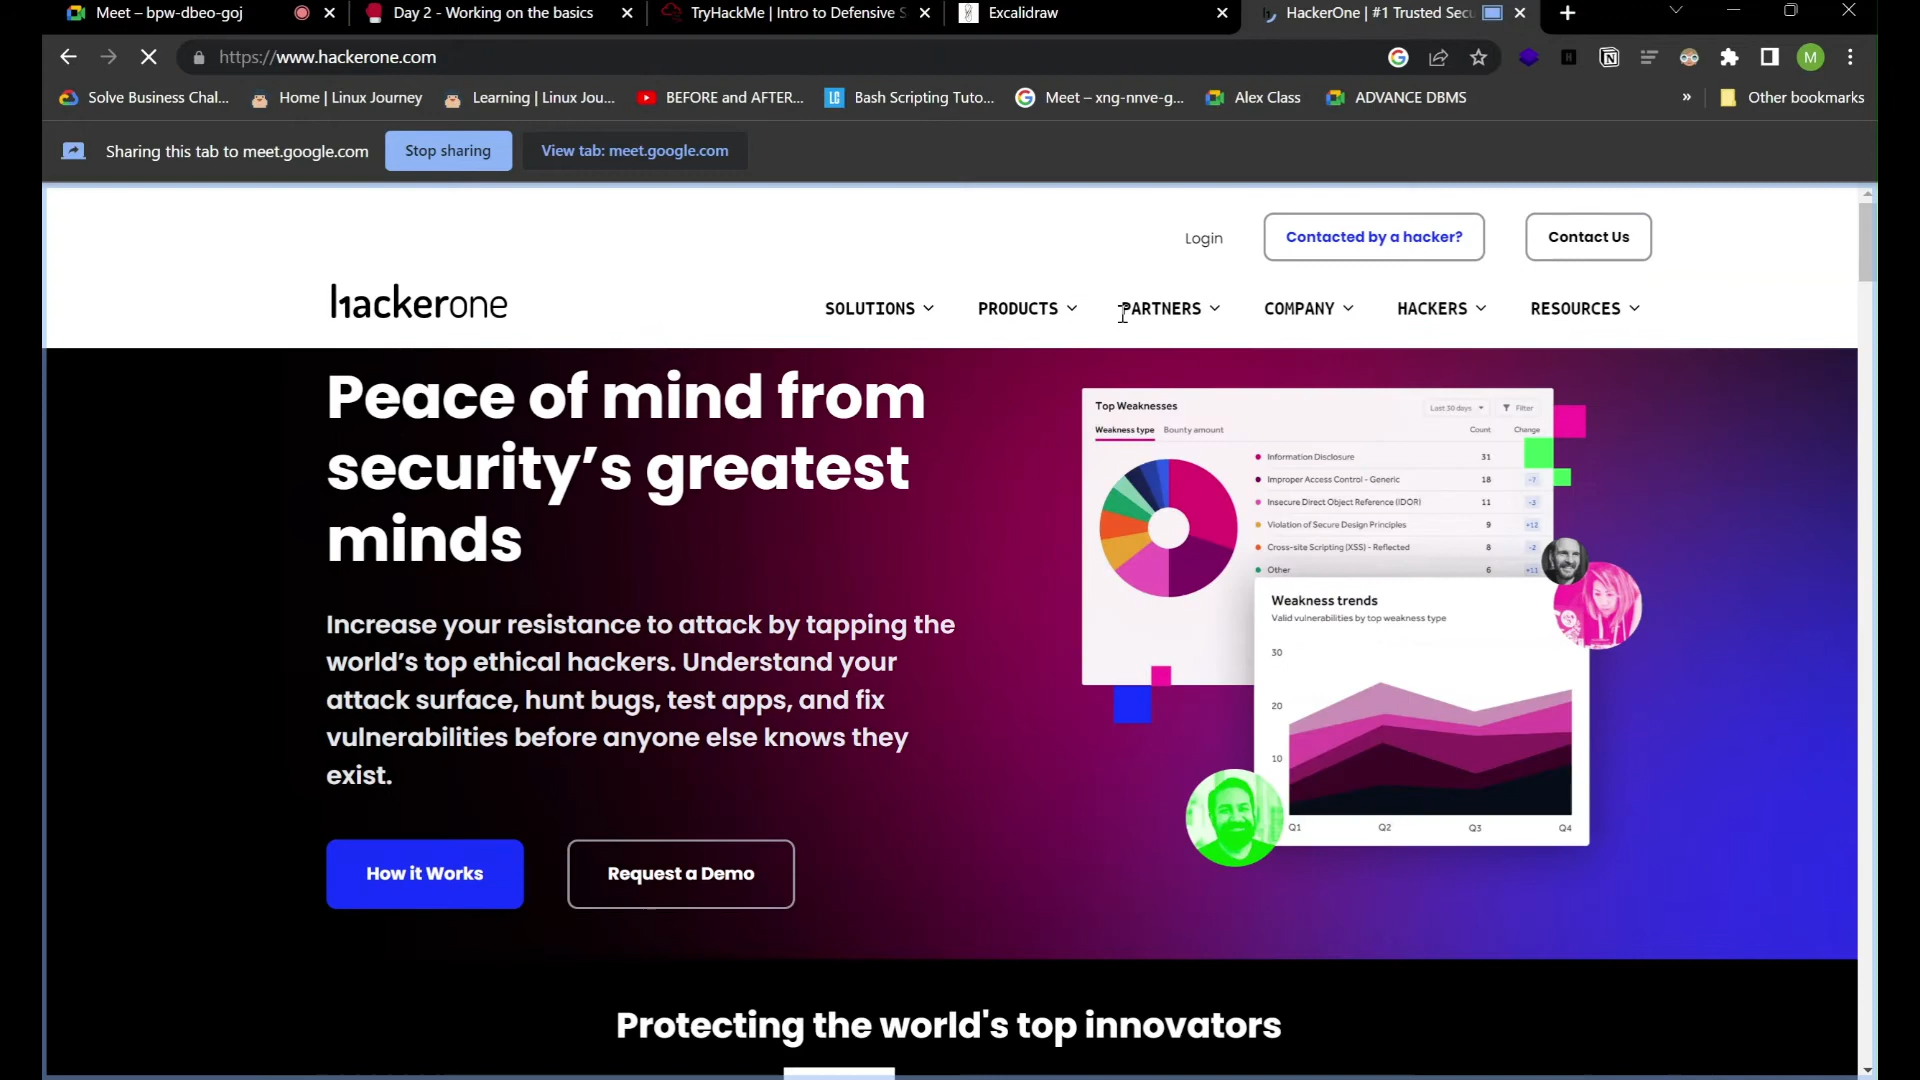 Meet – bpw-dbeo-goj
Day 2 - Working on the basics
TryHackMe | Intro to Defensive S
Excalidraw
HackerOne | #1 Trusted Secu
https://www.hackerone.com
M
Solve Business Chal...
Home | Linux Journey
Learning | Linux Jou...
BEFORE and AFTER...
Bash Scripting Tuto...
Meet – xng-nnve-g...
Alex Class
ADVANCE DBMS
»
Other bookmarks
Sharing this tab to meet.google.com
Stop sharing
View tab: meet.google.com
Login
Contacted by a hacker?
Contact Us
hackerone
SOLUTIONS
PRODUCTS
PARTNERS
COMPANY
HACKERS
RESOURCES
Peace of mind from
security’s greatest
minds
Increase your resistance to attack by tapping the
world’s top ethical hackers. Understand your
attack surface, hunt bugs, test apps, and fix
vulnerabilities before anyone else knows they
exist.
How it Works
Request a Demo
Top Weaknesses
Last 30 days
Filter
Weakness type
Bounty amount
Count
Change
Information Disclosure 31
Improper Access Control - Generic 18 -7
Insecure Direct Object Reference (IDOR) 11 -3
Violation of Secure Design Principles 9 +12
Cross-site Scripting (XSS) - Reflected 8 -2
Other 6 +11
Weakness trends
Valid vulnerabilities by top weakness type
30
20
10
Q1
Q2
Q3
Q4
Protecting the world's top innovators